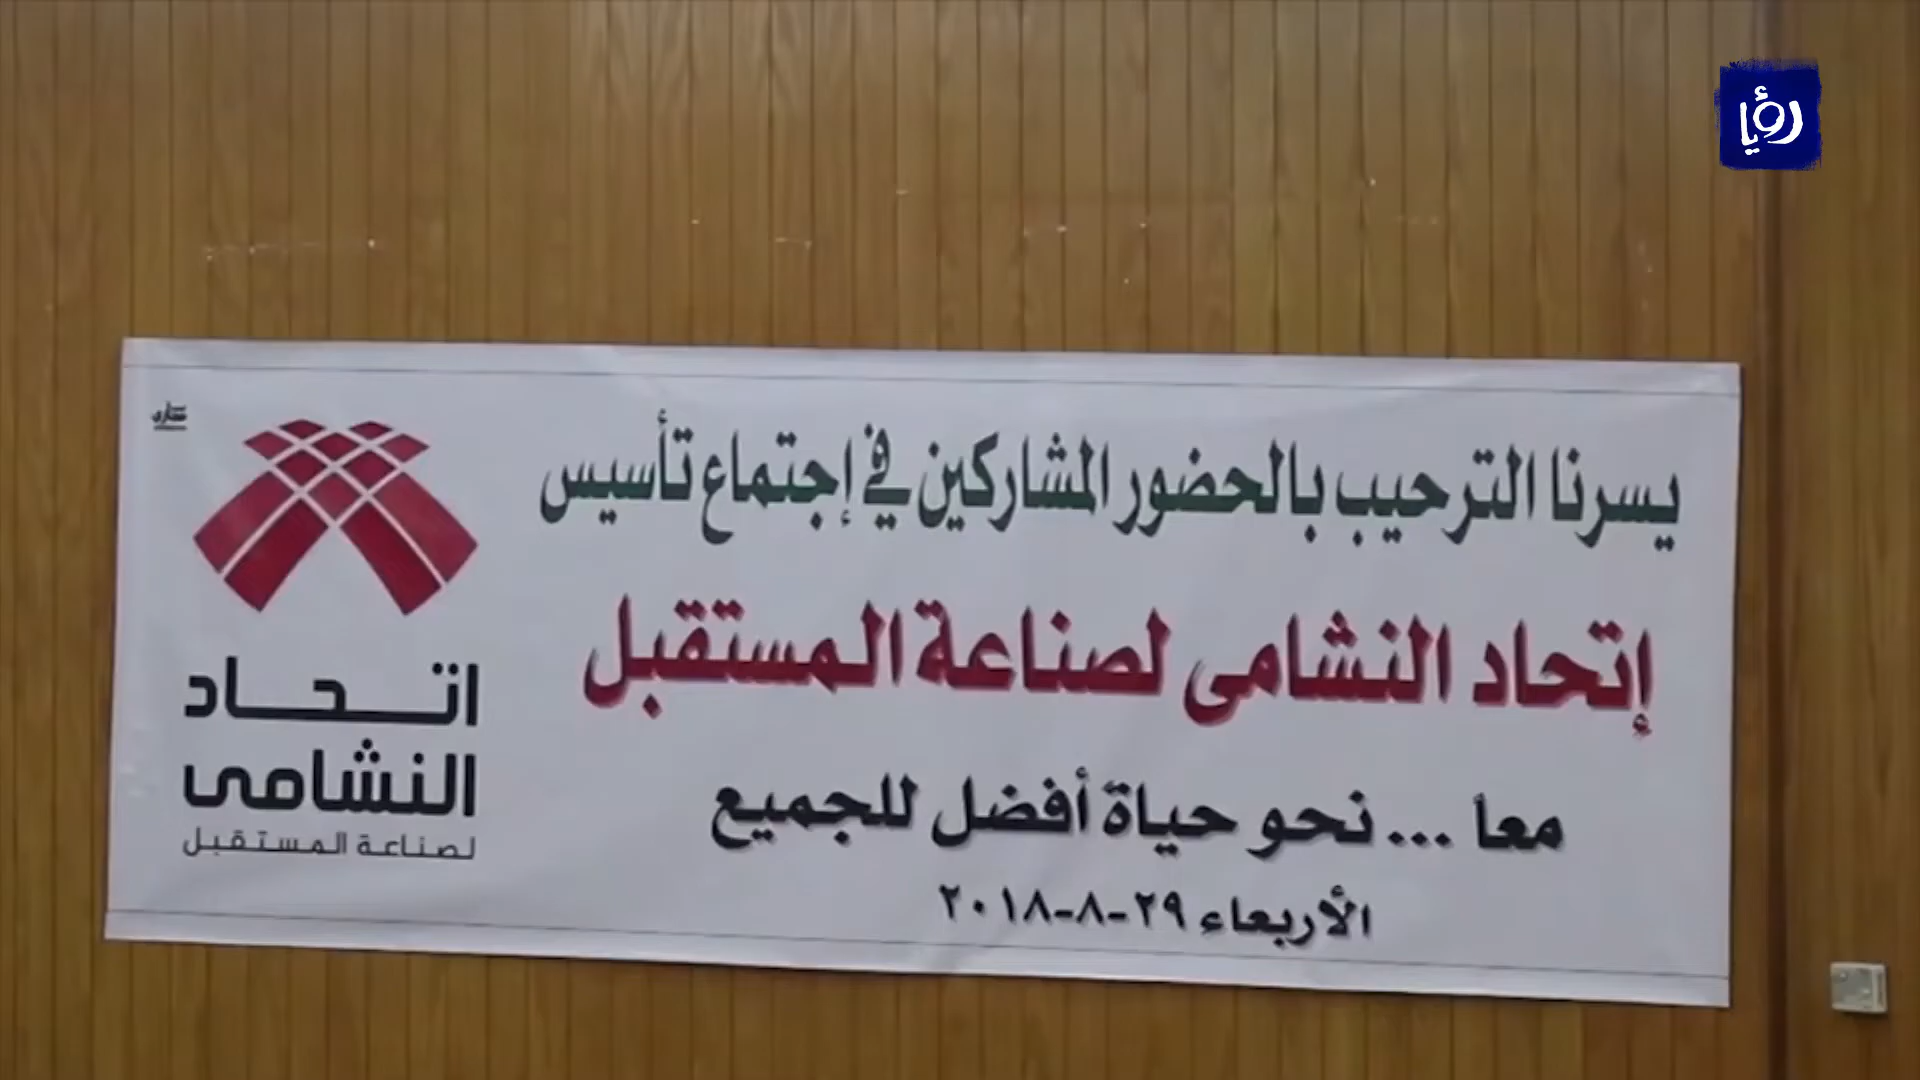 رؤيا
يسرنا الترحيب بالحضور المشاركين في إجتماع تأسيس
إتحاد النشامى لصناعة المستقبل
معاً ... نحو حياة أفضل للجميع
الأربعاء ٢٩-٨-٢٠١٨
اتحاد
النشامى
لصناعة المستقبل